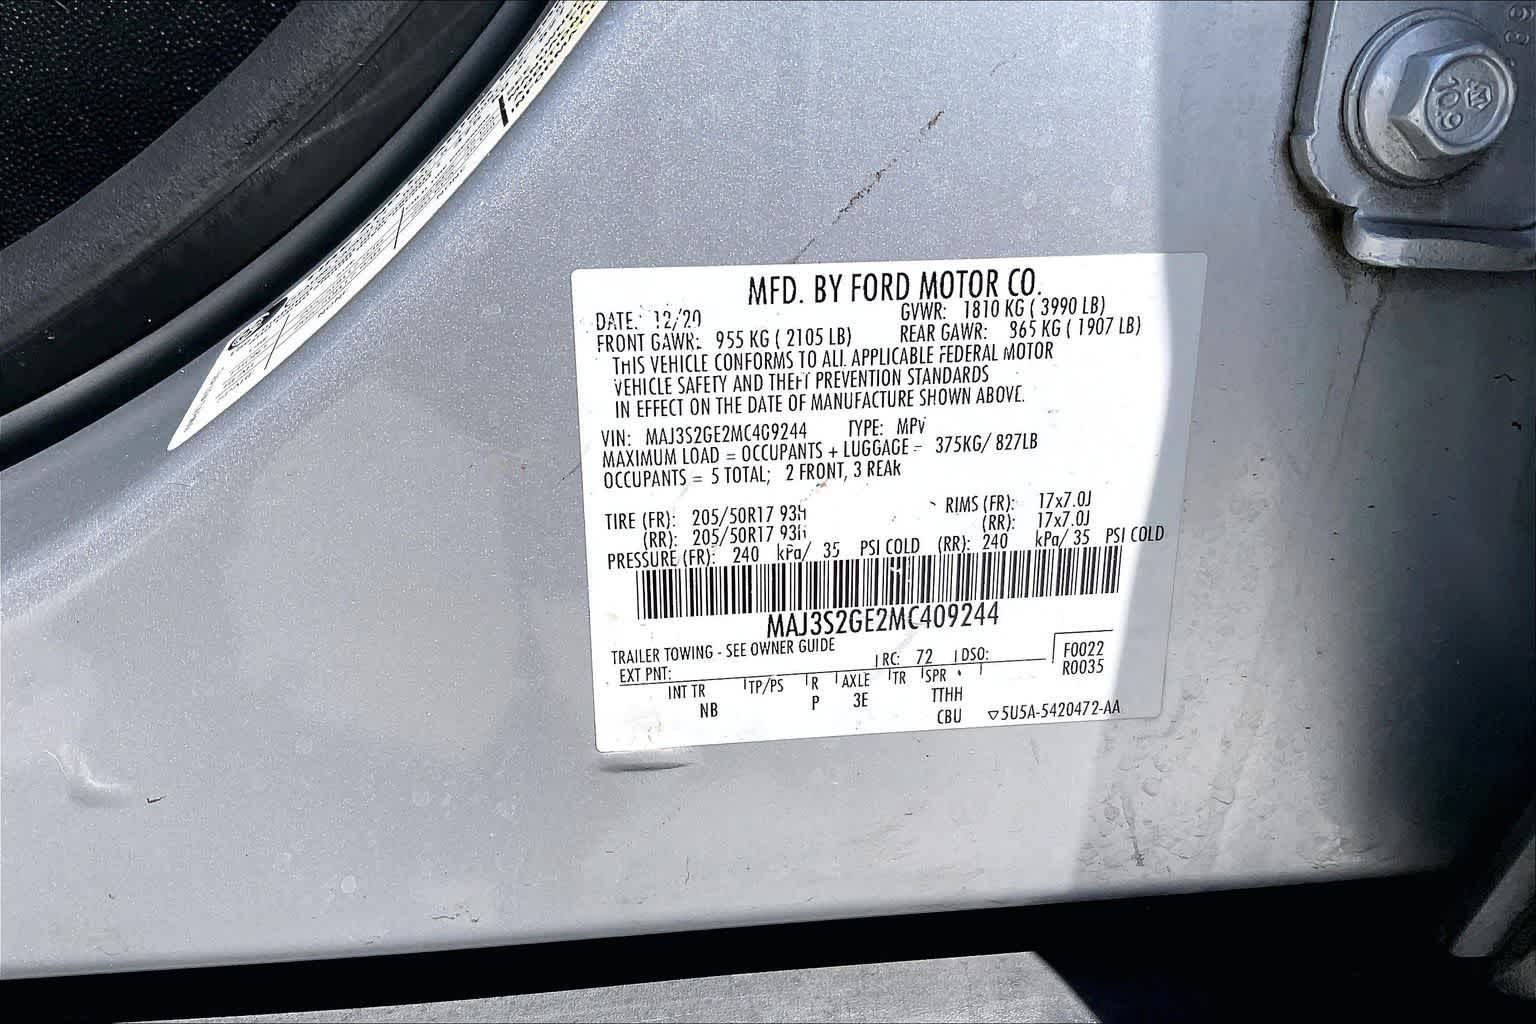 MFD. BY FORD MOTOR CO.
DATE: 12/20 GVWR: 1810 KG ( 3990 LB)
FRONT GAWR: 955 KG ( 2105 LB) REAR GAWR: 865 KG ( 1907 LB)
THIS VEHICLE CONFORMS TO ALL APPLICABLE FEDERAL MOTOR
VEHICLE SAFETY AND THEFT PREVENTION STANDARDS
IN EFFECT ON THE DATE OF MANUFACTURE SHOWN ABOVE.
VIN: MAJ3S2GE2MC409244 TYPE: MPV
MAXIMUM LOAD = OCCUPANTS + LUGGAGE = 375KG/ 827LB
OCCUPANTS = 5 TOTAL; 2 FRONT, 3 REAR
TIRE (FR): 205/50R17 93H RIMS (FR): 17x7.0J
(RR): 205/50R17 93H (RR): 17x7.0J
PRESSURE (FR): 240 kPa/ 35 PSI COLD (RR): 240 kPa/ 35 PSI COLD
MAJ3S2GE2MC409244
TRAILER TOWING - SEE OWNER GUIDE
EXT PNT: RC: 72 DSO: F0022
R0035
INT TR TP/PS R AXLE TR SPR
NB P 3E TTHH
CBU ▽5U5A-5420472-AA
10.9